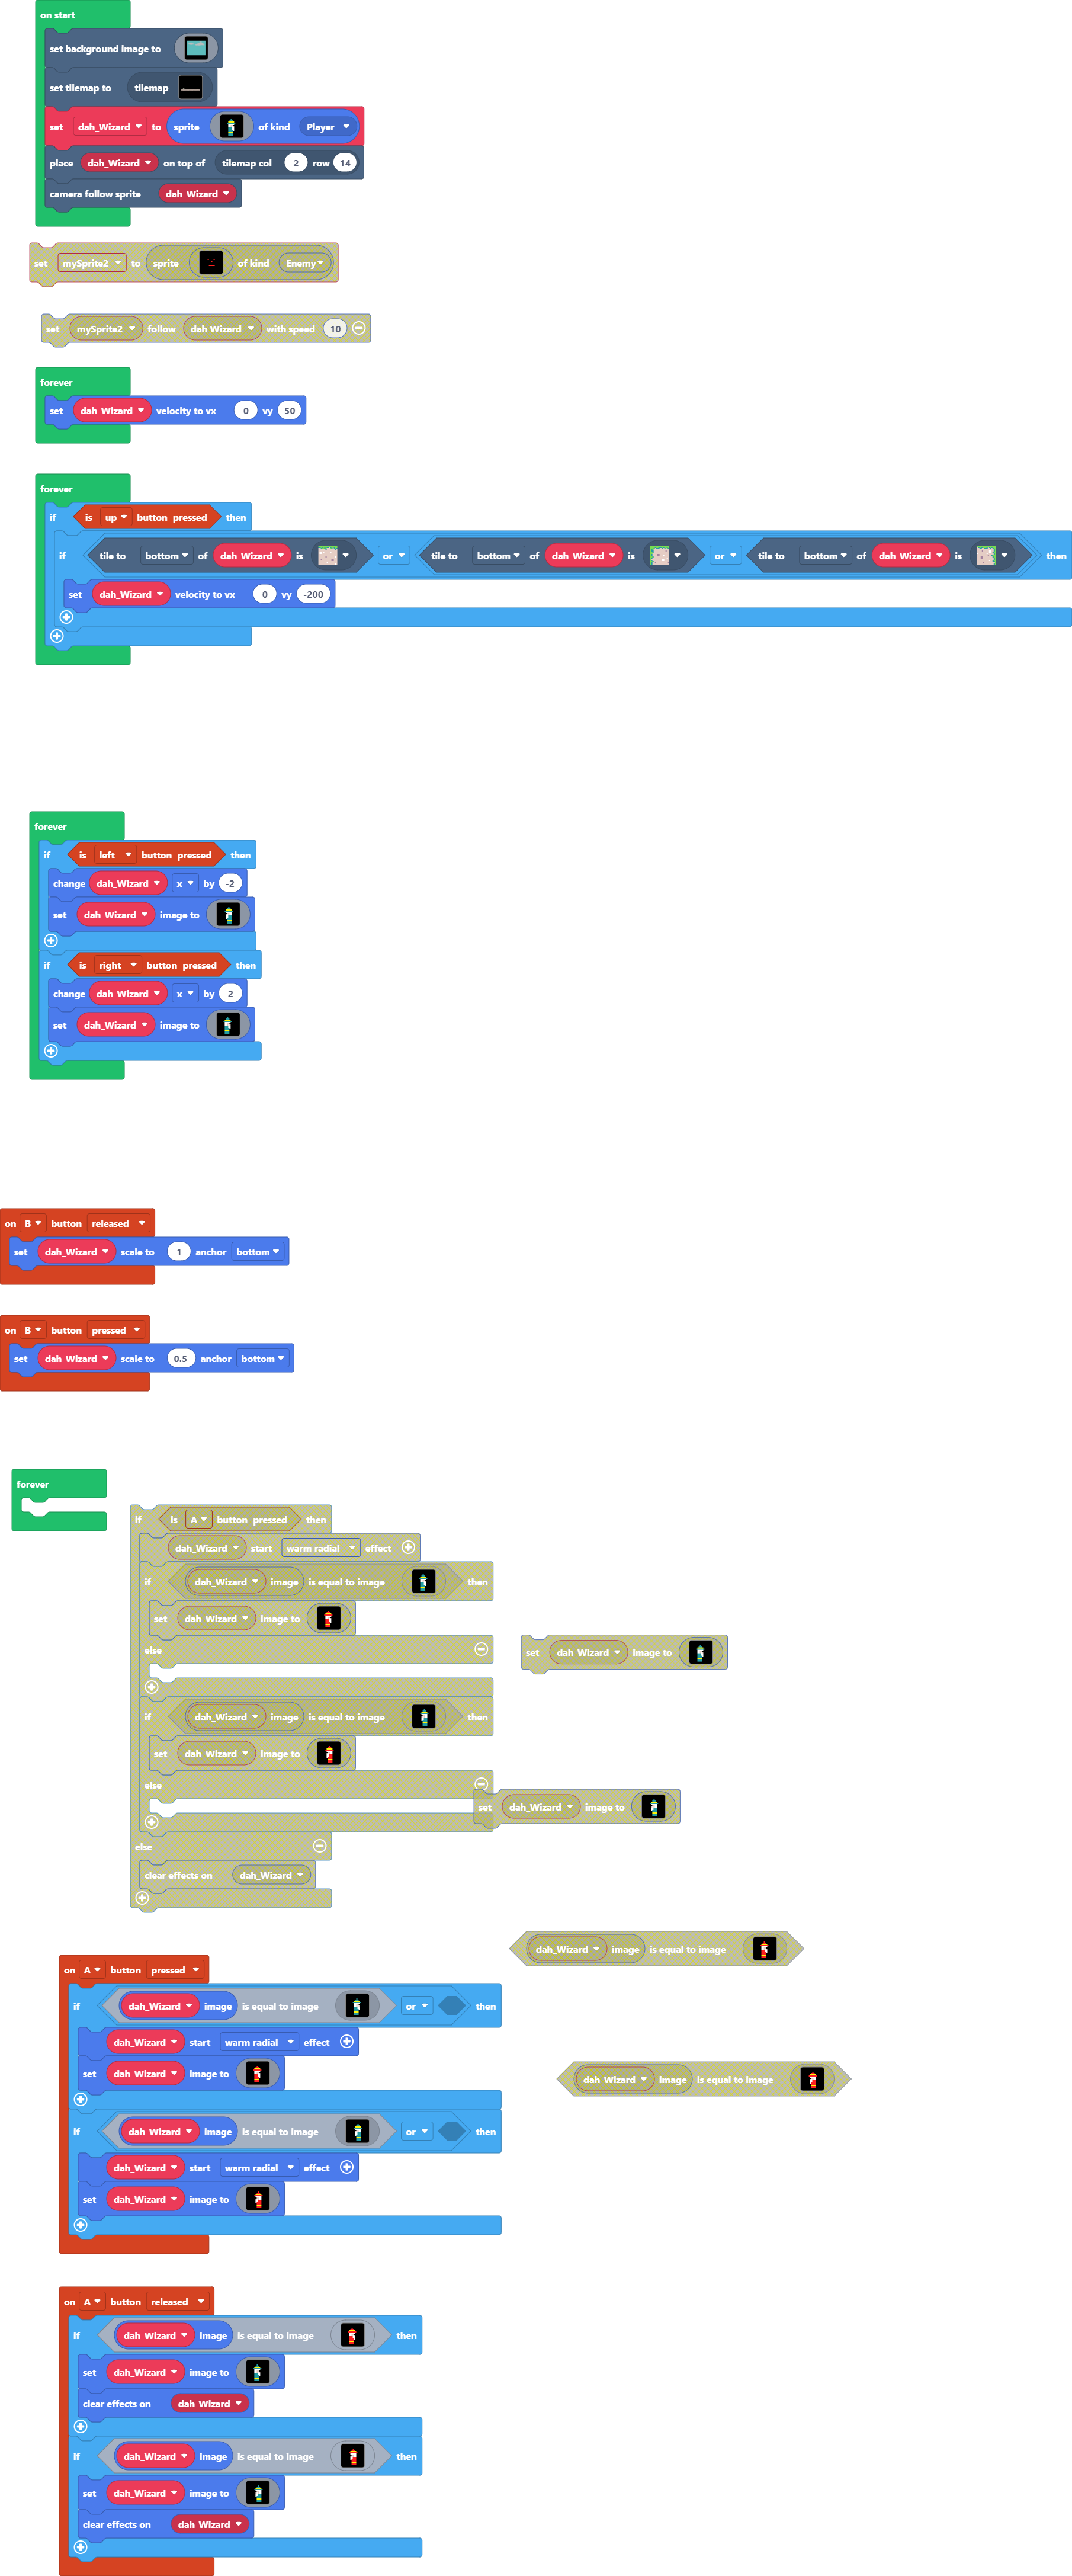 on start
set background image to
set tilemap to tilemap
set dah_Wizard to sprite of kind Player
place dah_Wizard on top of tilemap col 2 row 14
camera follow sprite dah_Wizard
set mySprite2 to sprite of kind Enemy
set mySprite2 follow dah Wizard with speed 10
forever
set dah_Wizard velocity to vx 0 vy 50
forever
if is up button pressed then
if tile to bottom of dah_Wizard is or tile to bottom of dah_Wizard is or tile to bottom of dah_Wizard is then
set dah_Wizard velocity to vx 0 vy -200
forever
if is left button pressed then
change dah_Wizard x by -2
set dah_Wizard image to
if is right button pressed then
change dah_Wizard x by 2
set dah_Wizard image to
on B button released
set dah_Wizard scale to 1 anchor bottom
on B button pressed
set dah_Wizard scale to 0.5 anchor bottom
forever
if is A button pressed then
dah_Wizard start warm radial effect
if dah_Wizard image is equal to image then
set dah_Wizard image to
else
set dah_Wizard image to
if dah_Wizard image is equal to image then
set dah_Wizard image to
else
set dah_Wizard image to
else
clear effects on dah_Wizard
dah_Wizard image is equal to image
on A button pressed
if dah_Wizard image is equal to image or then
dah_Wizard start warm radial effect
set dah_Wizard image to
dah_Wizard image is equal to image
if dah_Wizard image is equal to image or then
dah_Wizard start warm radial effect
set dah_Wizard image to
on A button released
if dah_Wizard image is equal to image then
set dah_Wizard image to
clear effects on dah_Wizard
if dah_Wizard image is equal to image then
set dah_Wizard image to
clear effects on dah_Wizard